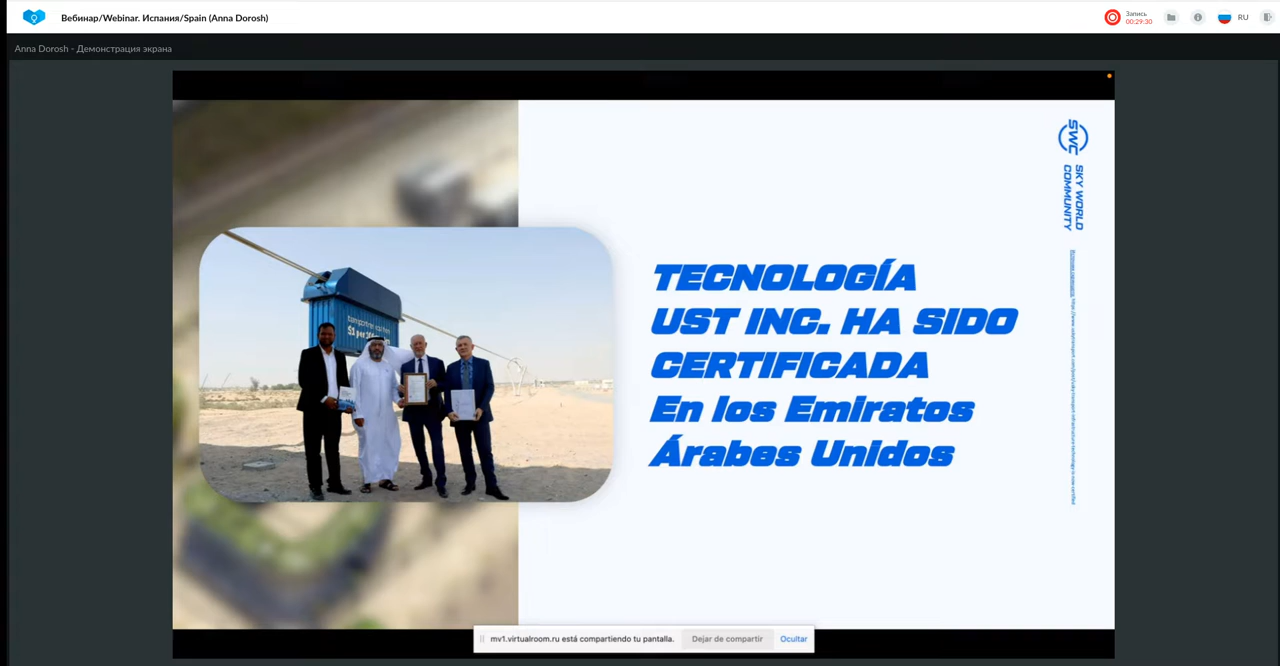 Вебинар/Webinar. Испания/Spain (Anna Dorosh)
Запись
00:29:30
RU
Anna Dorosh - Демонстрация экрана
SWC
SKY WORLD
COMMUNITY
TECNOLOGÍA
UST INC. HA SIDO
CERTIFICADA
En los Emiratos
Árabes Unidos
mv1.virtualroom.ru está compartiendo tu pantalla.
Dejar de compartir
Ocultar